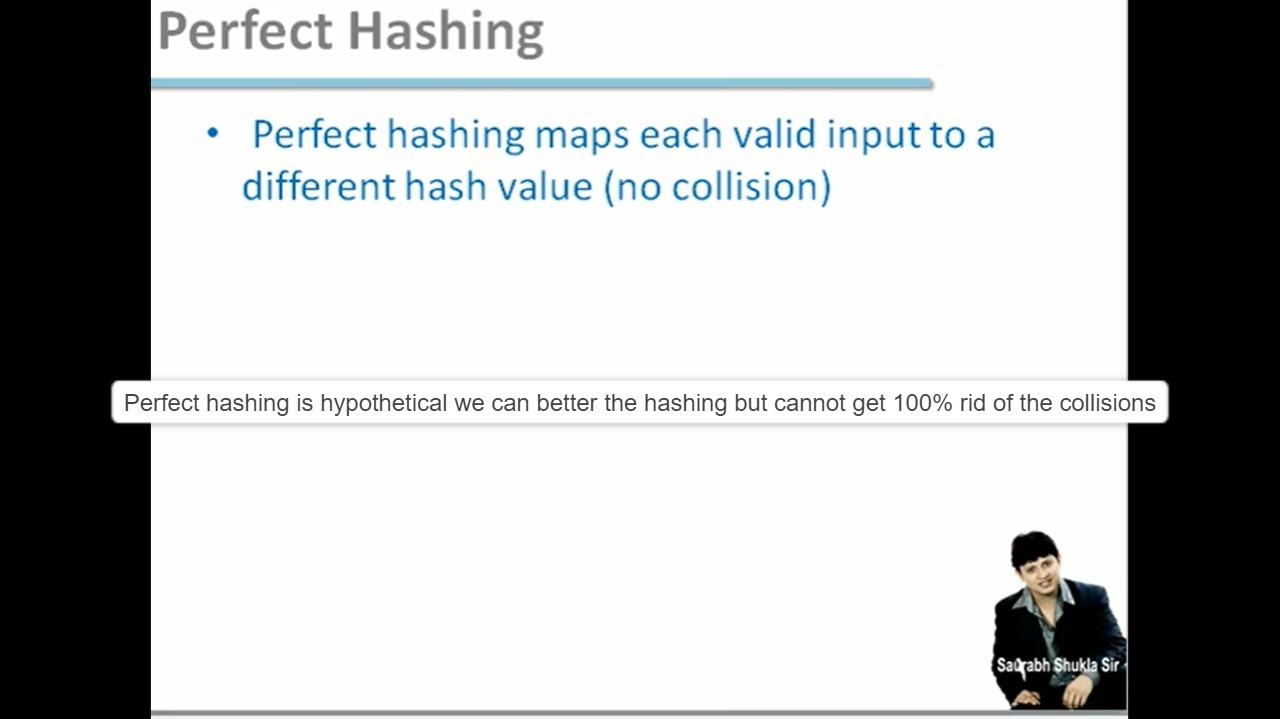 Perfect Hashing
• Perfect hashing maps each valid input to a
different hash value (no collision)
Perfect hashing is hypothetical we can better the hashing but cannot get 100% rid of the collisions
Saurabh Shukla Sir